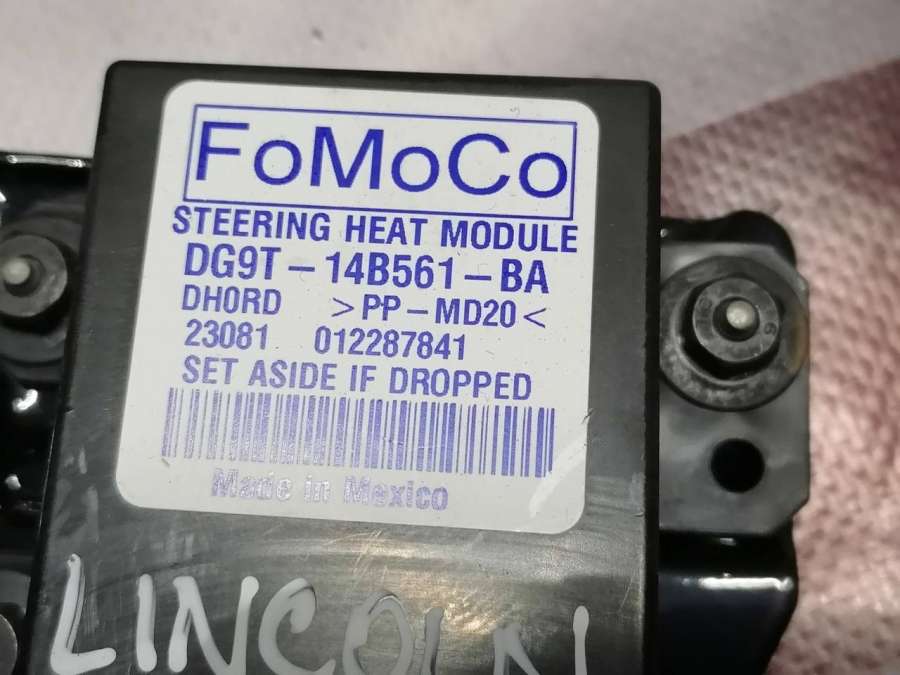 FoMoCo
STEERING HEAT MODULE
DG9T-14B561-BA
DHORD >PP-MD20<
23081 012287841
SET ASIDE IF DROPPED
Made in Mexico
LINCOLN